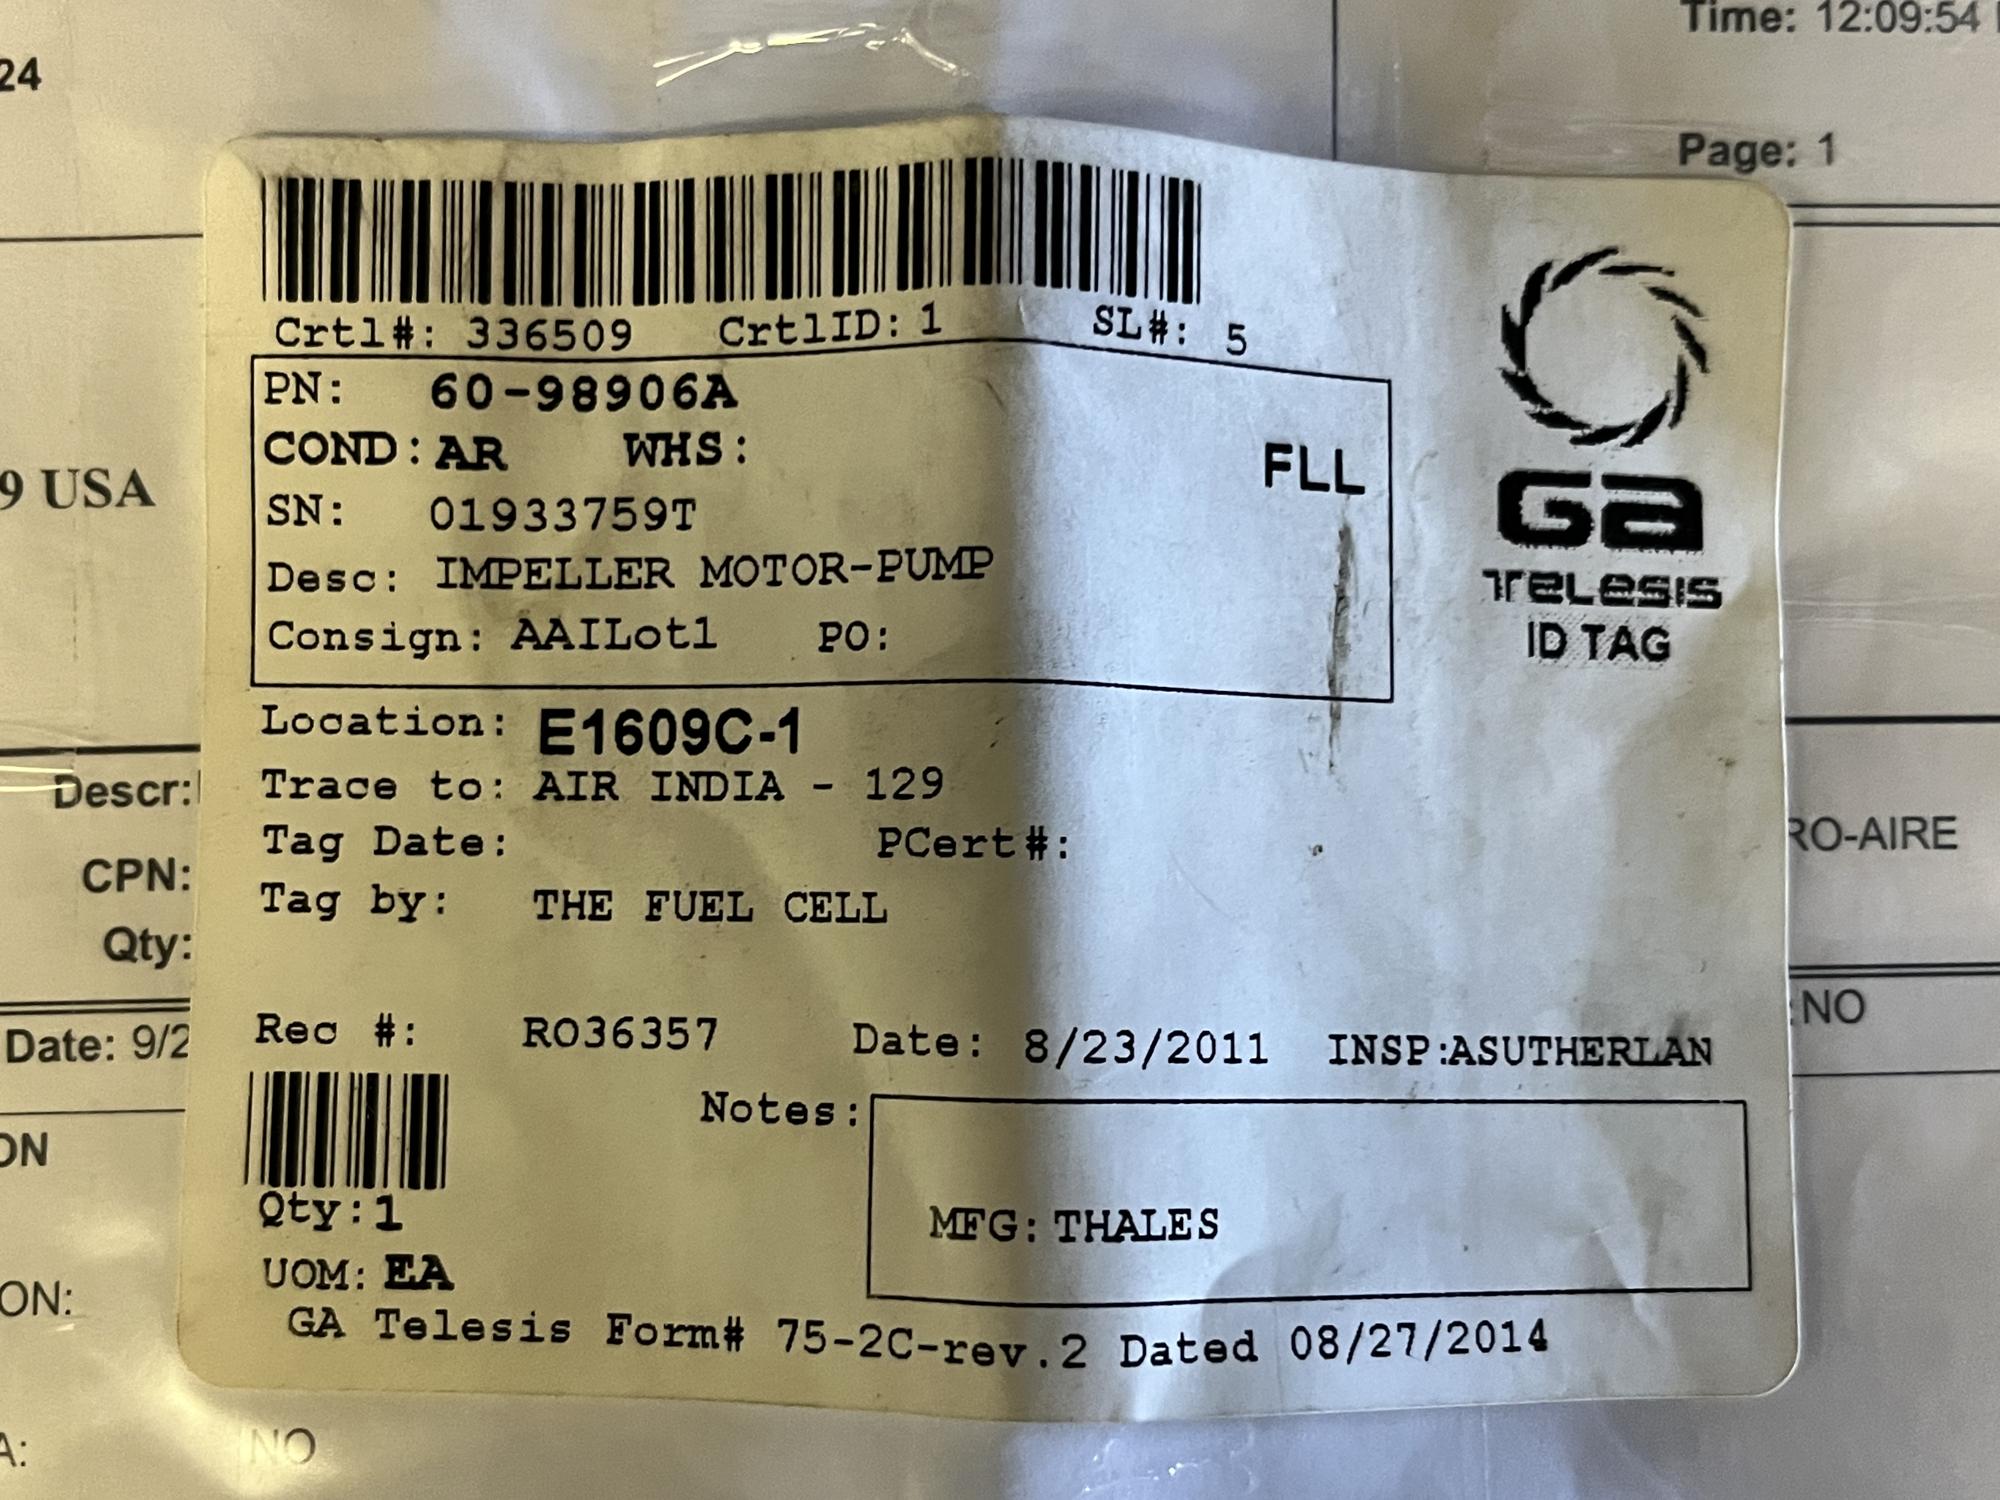 24
Time: 12:09:54
Page: 1
Crtl#: 336509 CrtlID: 1 SL#: 5
PN: 60-98906A
COND: AR WHS: FLL
SN: 01933759T
Desc: IMPELLER MOTOR-PUMP
Consign: AAILot1 PO:
GA
TELESIS
ID TAG
9 USA
Location: E1609C-1
Trace to: AIR INDIA - 129
Tag Date: PCert#:
Tag by: THE FUEL CELL
Descr:
CPN:
Qty:
RO-AIRE
NO
Date: 9/2
Rec #: RO36357 Date: 8/23/2011 INSP:ASUTHERLAN
Notes:
MFG: THALES
Qty:1
UOM: EA
GA Telesis Form# 75-2C-rev.2 Dated 08/27/2014
ON
ON:
A: NO